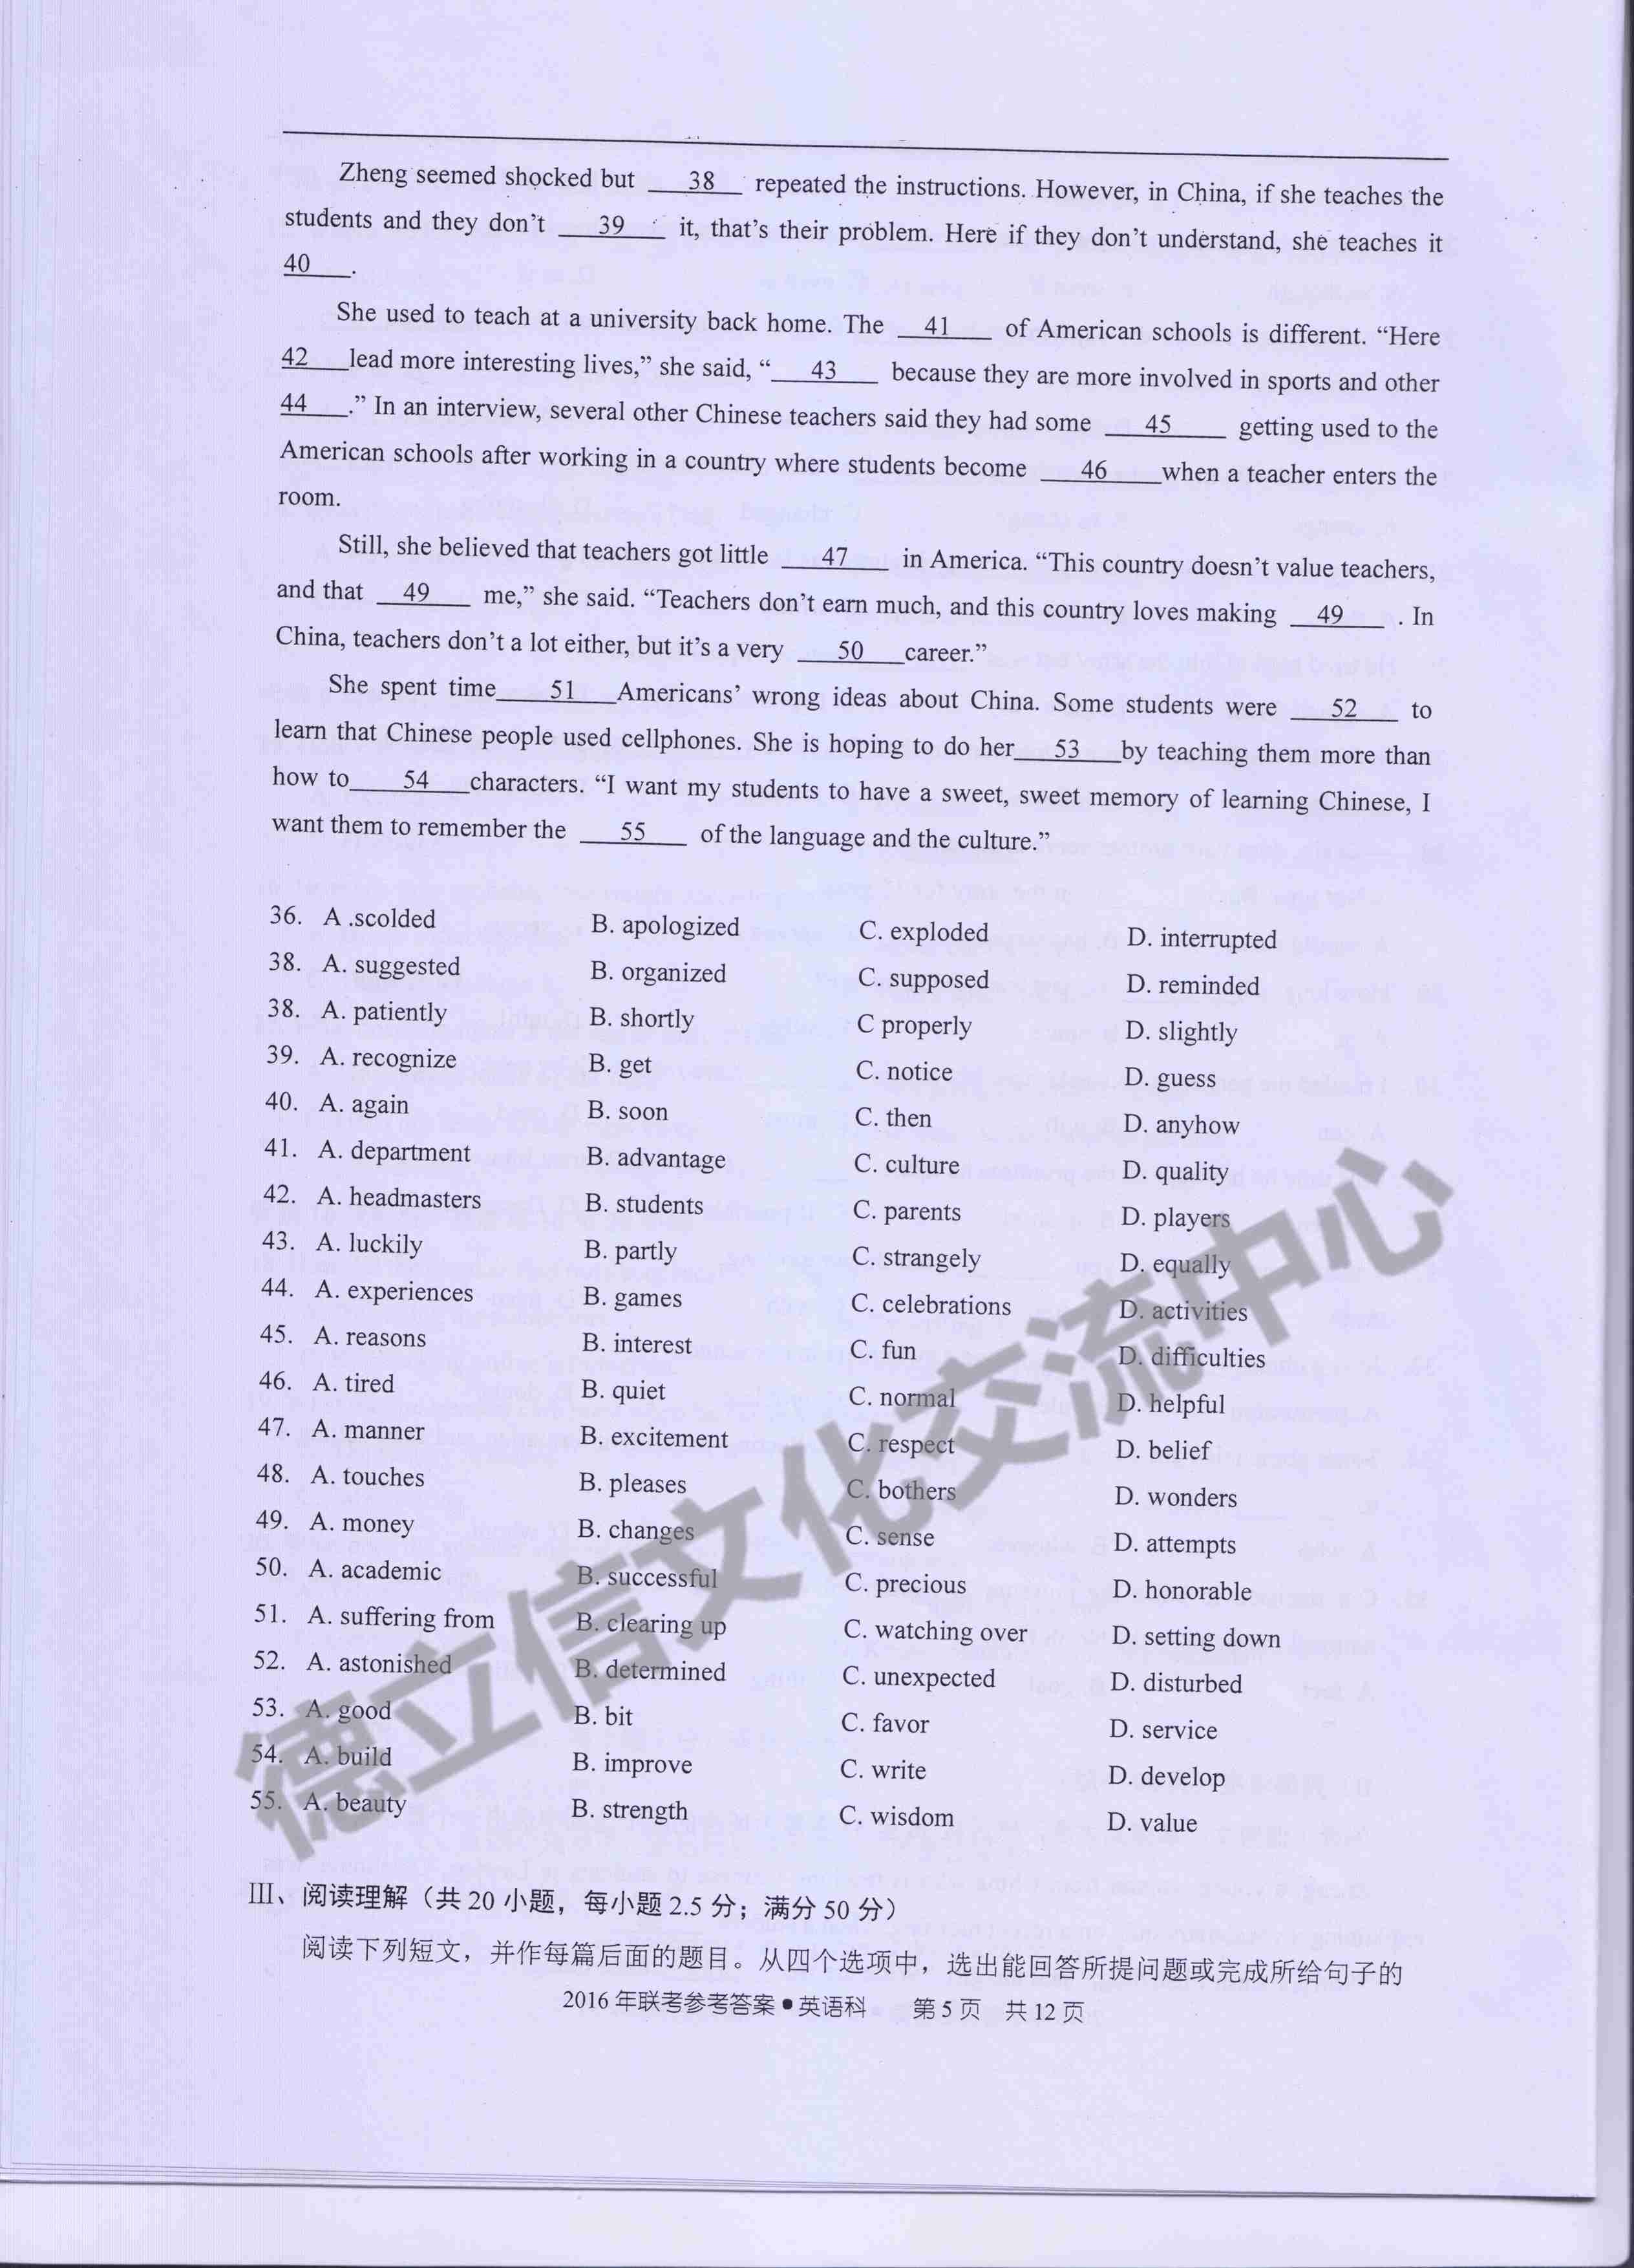 Zheng seemed shocked but 38 repeated the instructions. However, in China, if she teaches the
students and they don't 39 it, that's their problem. Here if they don't understand, she teaches it
40 .
She used to teach at a university back home. The 41 of American schools is different. “Here
42 lead more interesting lives,” she said, “ 43 because they are more involved in sports and other
44 .” In an interview, several other Chinese teachers said they had some 45 getting used to the
American schools after working in a country where students become 46 when a teacher enters the
room.
Still, she believed that teachers got little 47 in America. “This country doesn't value teachers,
and that 49 me,” she said. “Teachers don't earn much, and this country loves making 49 . In
China, teachers don't a lot either, but it's a very 50 career.”
She spent time 51 Americans' wrong ideas about China. Some students were 52 to
learn that Chinese people used cellphones. She is hoping to do her 53 by teaching them more than
how to 54 characters. “I want my students to have a sweet, sweet memory of learning Chinese, I
want them to remember the 55 of the language and the culture.”
36. A .scolded B. apologized C. exploded D. interrupted
38. A. suggested B. organized C. supposed D. reminded
38. A. patiently B. shortly C properly D. slightly
39. A. recognize B. get C. notice D. guess
40. A. again B. soon C. then D. anyhow
41. A. department B. advantage C. culture D. quality
42. A. headmasters B. students C. parents D. players
43. A. luckily B. partly C. strangely D. equally
44. A. experiences B. games C. celebrations D. activities
45. A. reasons B. interest C. fun D. difficulties
46. A. tired B. quiet C. normal D. helpful
47. A. manner B. excitement C. respect D. belief
48. A. touches B. pleases C. bothers D. wonders
49. A. money B. changes C. sense D. attempts
50. A. academic B. successful C. precious D. honorable
51. A. suffering from B. clearing up C. watching over D. setting down
52. A. astonished B. determined C. unexpected D. disturbed
53. A. good B. bit C. favor D. service
54. A. build B. improve C. write D. develop
55. A. beauty B. strength C. wisdom D. value
德立信文化交流中心
Ⅲ、阅读理解（共 20 小题，每小题 2.5 分；满分 50 分）
阅读下列短文，并作每篇后面的题目。从四个选项中，选出能回答所提问题或完成所给句子的
2016 年联考参考答案●英语科 第 5 页 共 12 页